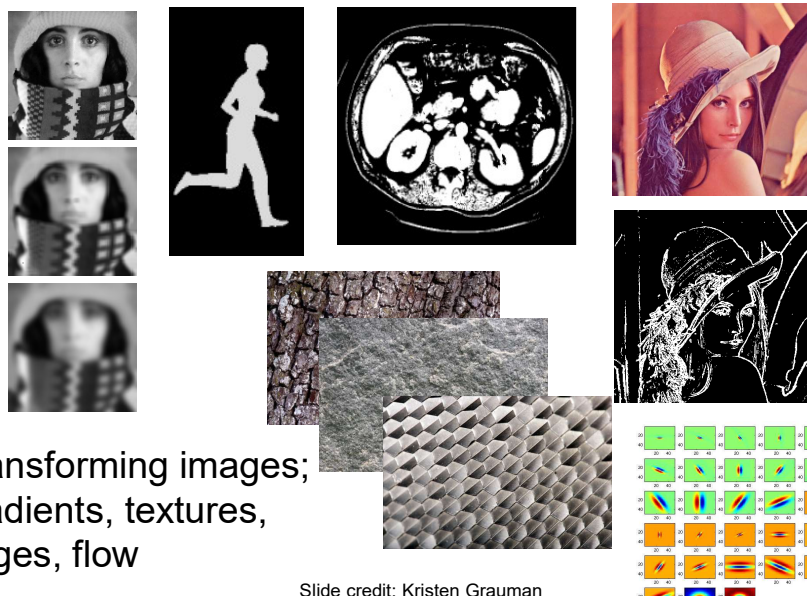 ansforming images;
adients, textures,
ges, flow
Slide credit: Kristen Grauman